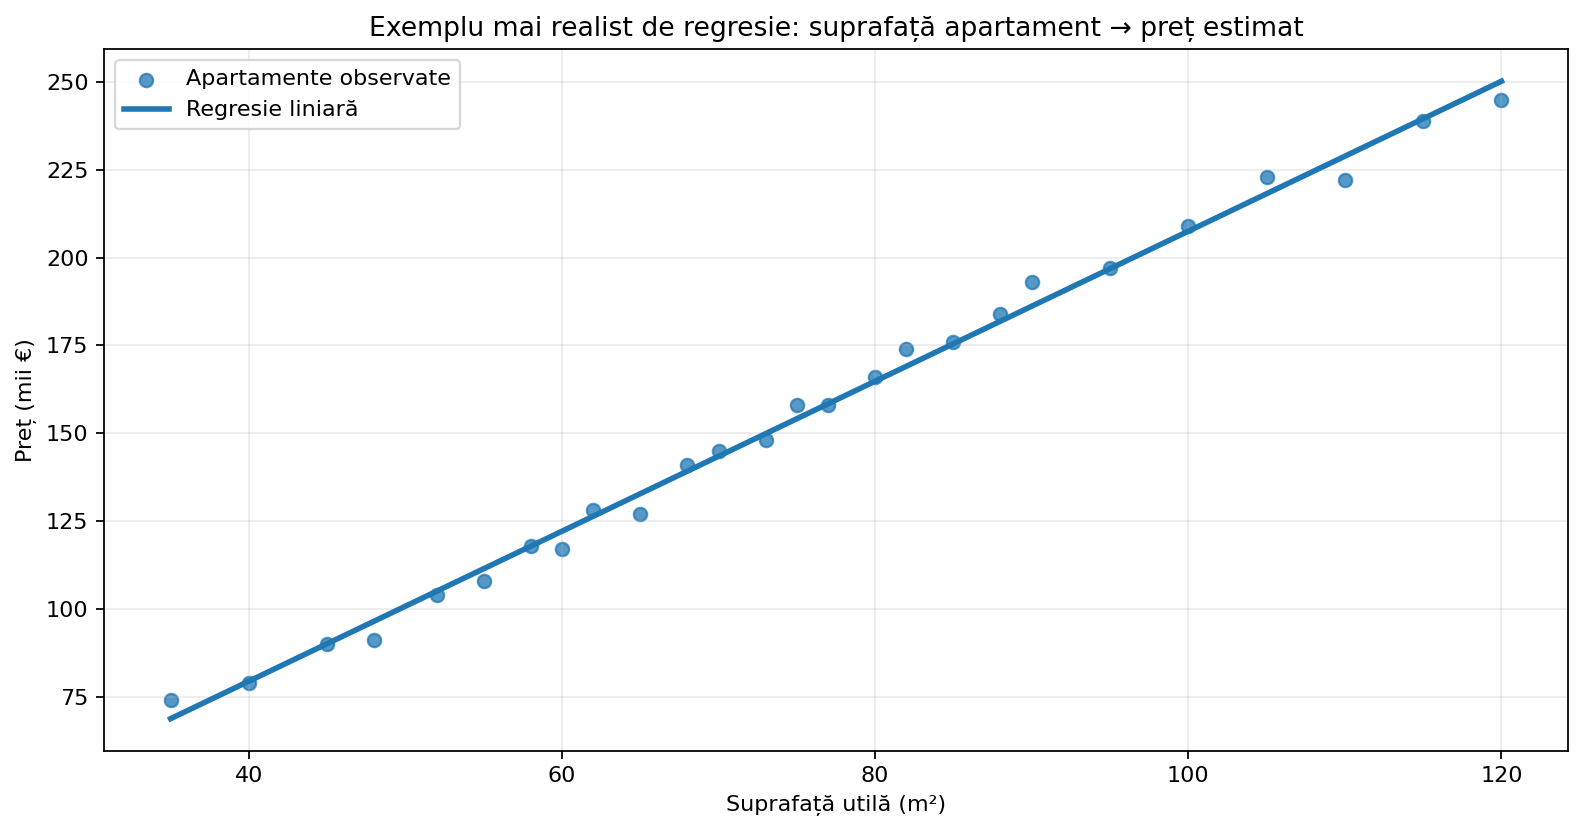 Exemplu mai realist de regresie: suprafață apartament → preț estimat
Apartamente observate
Regresie liniară
Preț (mii €)
250
225
200
175
150
125
100
75
40 60 80 100 120
Suprafață utilă (m²)